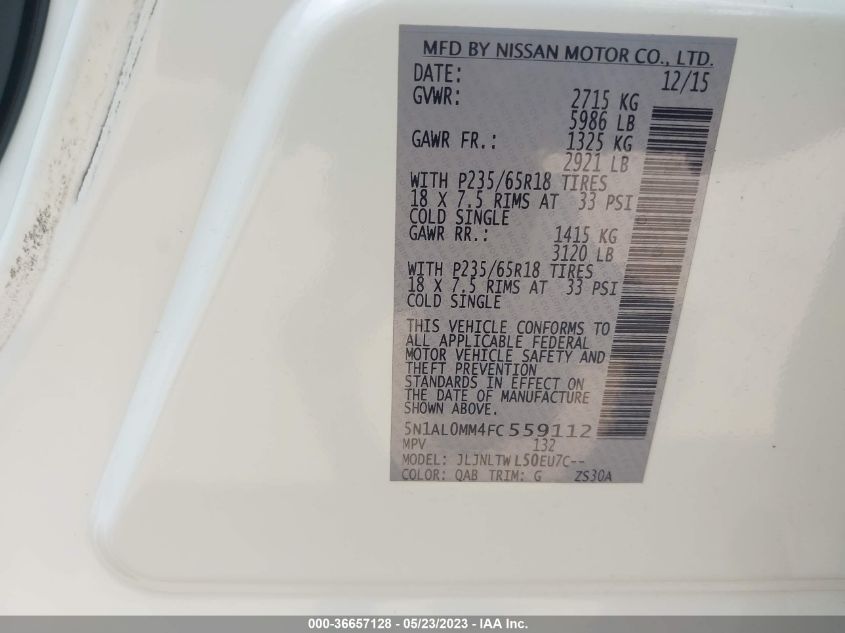 MFD BY NISSAN MOTOR CO., LTD.
DATE: 12/15
GVWR: 2715 KG
5986 LB
GAWR FR.: 1325 KG
2921 LB
WITH P235/65R18 TIRES
18 X 7.5 RIMS AT 33 PSI
COLD SINGLE
GAWR RR.: 1415 KG
3120 LB
WITH P235/65R18 TIRES
18 X 7.5 RIMS AT 33 PSI
COLD SINGLE
THIS VEHICLE CONFORMS TO
ALL APPLICABLE FEDERAL
MOTOR VEHICLE SAFETY AND
THEFT PREVENTION
STANDARDS IN EFFECT ON
THE DATE OF MANUFACTURE
SHOWN ABOVE.
5N1AL0MM4FC559112
MPV 132
MODEL: JLJNLTWL50EU7C--
COLOR: QAB TRIM: G ZS30A
000-36657128 - 05/23/2023 - IAA Inc.